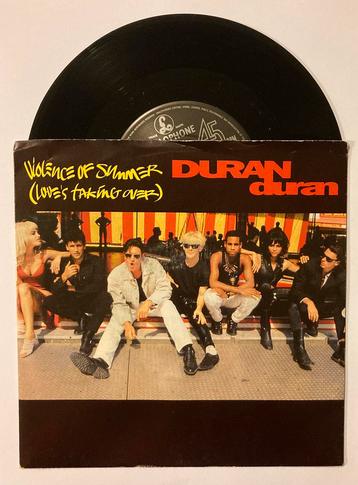 PARLOPHONE
45
VIOLENCE OF SUMMER
(LOVE'S TAKING OVER)
DURAN
duran